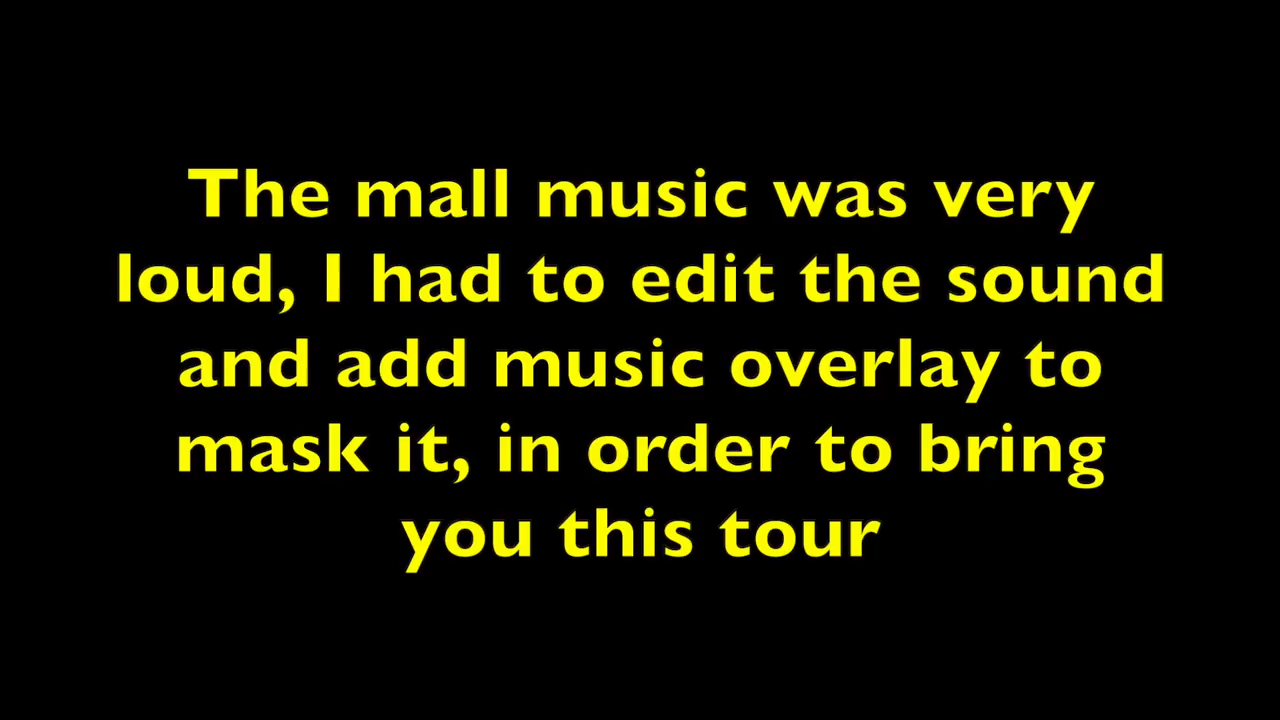 The mall music was very
loud, I had to edit the sound
and add music overlay to
mask it, in order to bring
you this tour